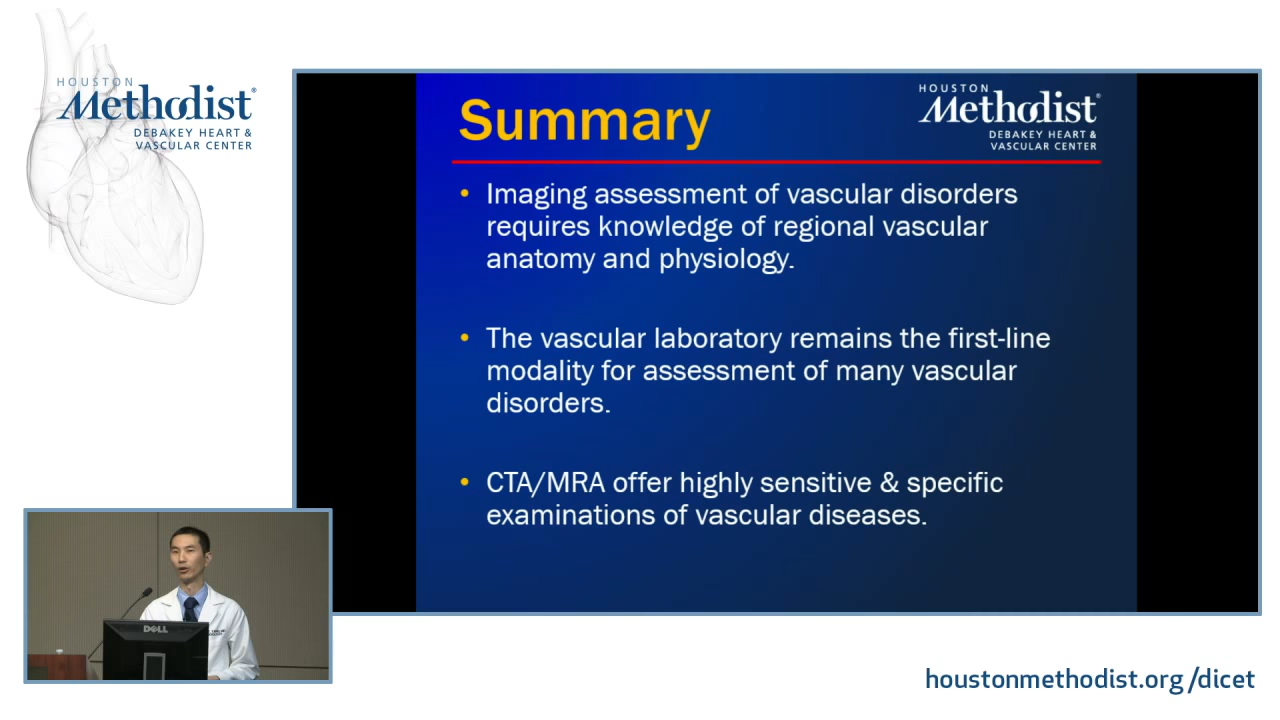 HOUSTON
Methodist®
DEBAKEY HEART &
VASCULAR CENTER
Summary
HOUSTON
Methodist®
DEBAKEY HEART &
VASCULAR CENTER
• Imaging assessment of vascular disorders
requires knowledge of regional vascular
anatomy and physiology.
• The vascular laboratory remains the first-line
modality for assessment of many vascular
disorders.
• CTA/MRA offer highly sensitive & specific
examinations of vascular diseases.
DELL
houstonmethodist.org/dicet